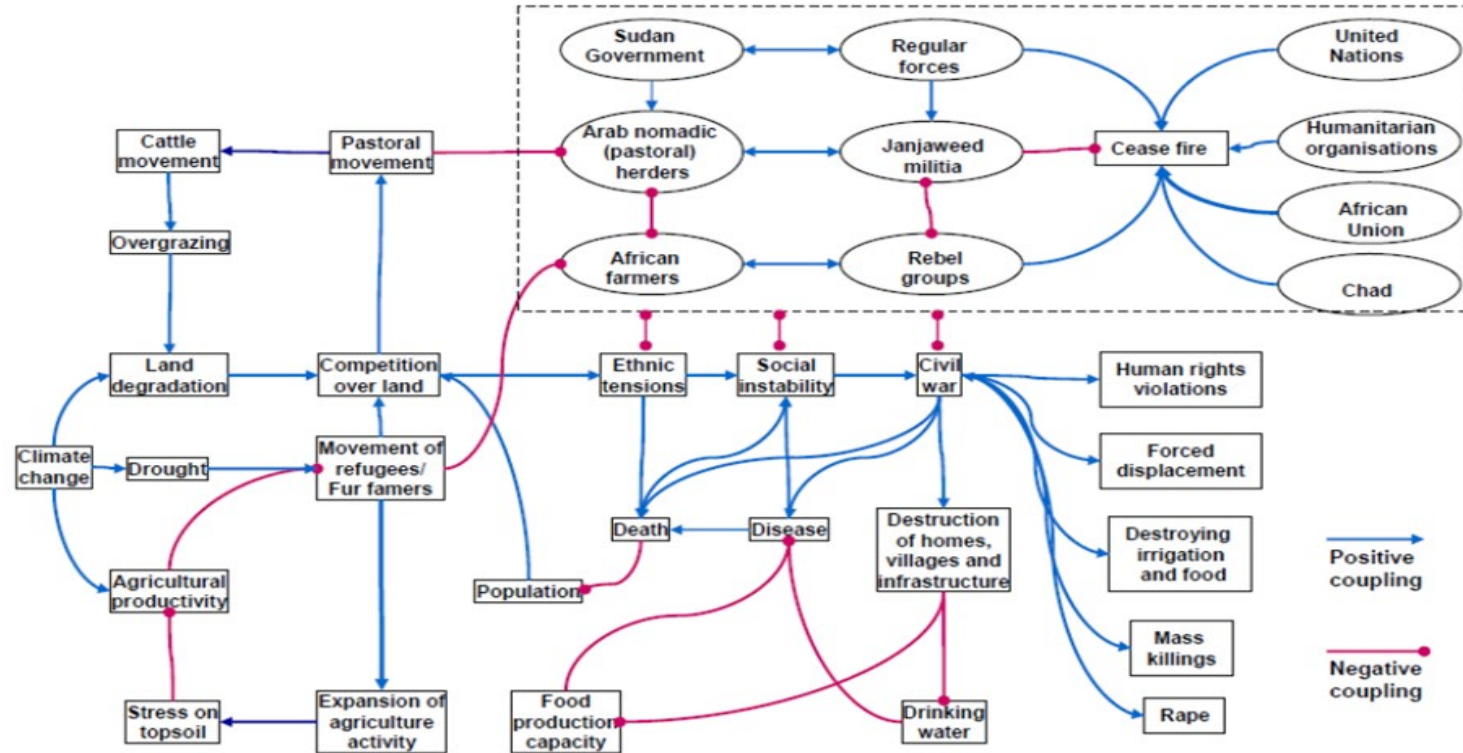 Sudan
Government
Regular
forces
United
Nations
Cattle
movement
Pastoral
movement
Arab nomadic
(pastoral)
herders
Janjaweed
militia
Cease fire
Humanitarian
organisations
Overgrazing
African
farmers
Rebel
groups
African
Union
Chad
Land
degradation
Competition
over land
Ethnic
tensions
Social
instability
Civil
war
Human rights
violations
Climate
change
Drought
Movement of
refugees/
Fur famers
Forced
displacement
Death
Disease
Destruction
of homes,
villages and
infrastructure
Destroying
irrigation
and food
Positive
coupling
Agricultural
productivity
Population
Mass
killings
Negative
coupling
Stress on
topsoil
Expansion of
agriculture
activity
Food
production
capacity
Drinking
water
Rape